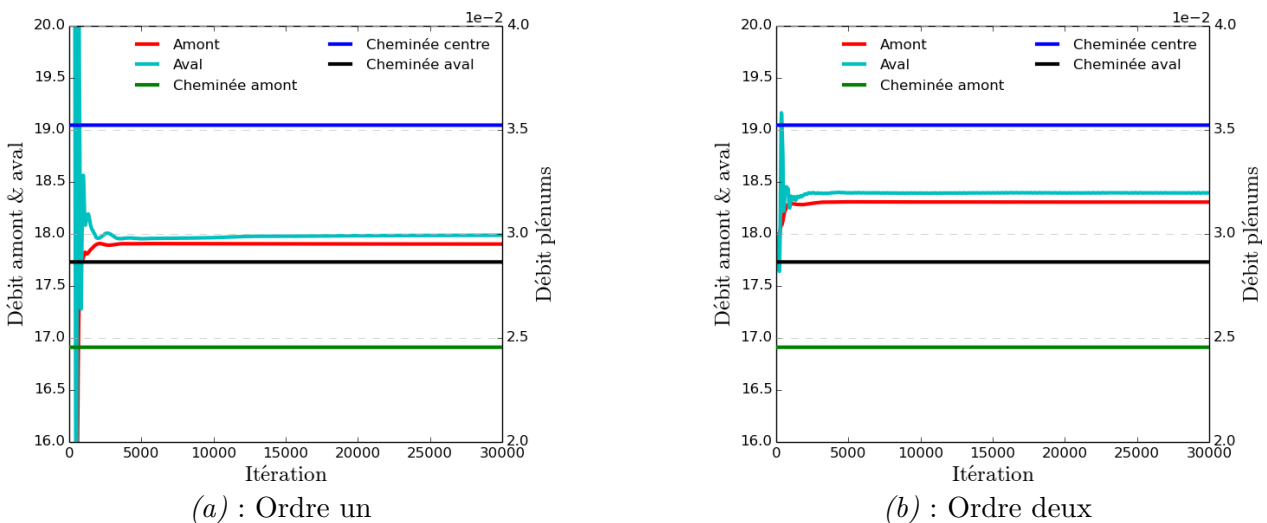 1e−2
20.0
19.5
19.0
18.5
18.0
17.5
17.0
16.5
16.0
Débit amont & aval
Amont
Aval
Cheminée amont
Cheminée centre
Cheminée aval
4.0
3.5
3.0
2.5
2.0
Débit plénums
0 5000 10000 15000 20000 25000 30000
Itération
(a) : Ordre un
1e−2
20.0
19.5
19.0
18.5
18.0
17.5
17.0
16.5
16.0
Débit amont & aval
Amont
Aval
Cheminée amont
Cheminée centre
Cheminée aval
4.0
3.5
3.0
2.5
2.0
Débit plénums
0 5000 10000 15000 20000 25000 30000
Itération
(b) : Ordre deux